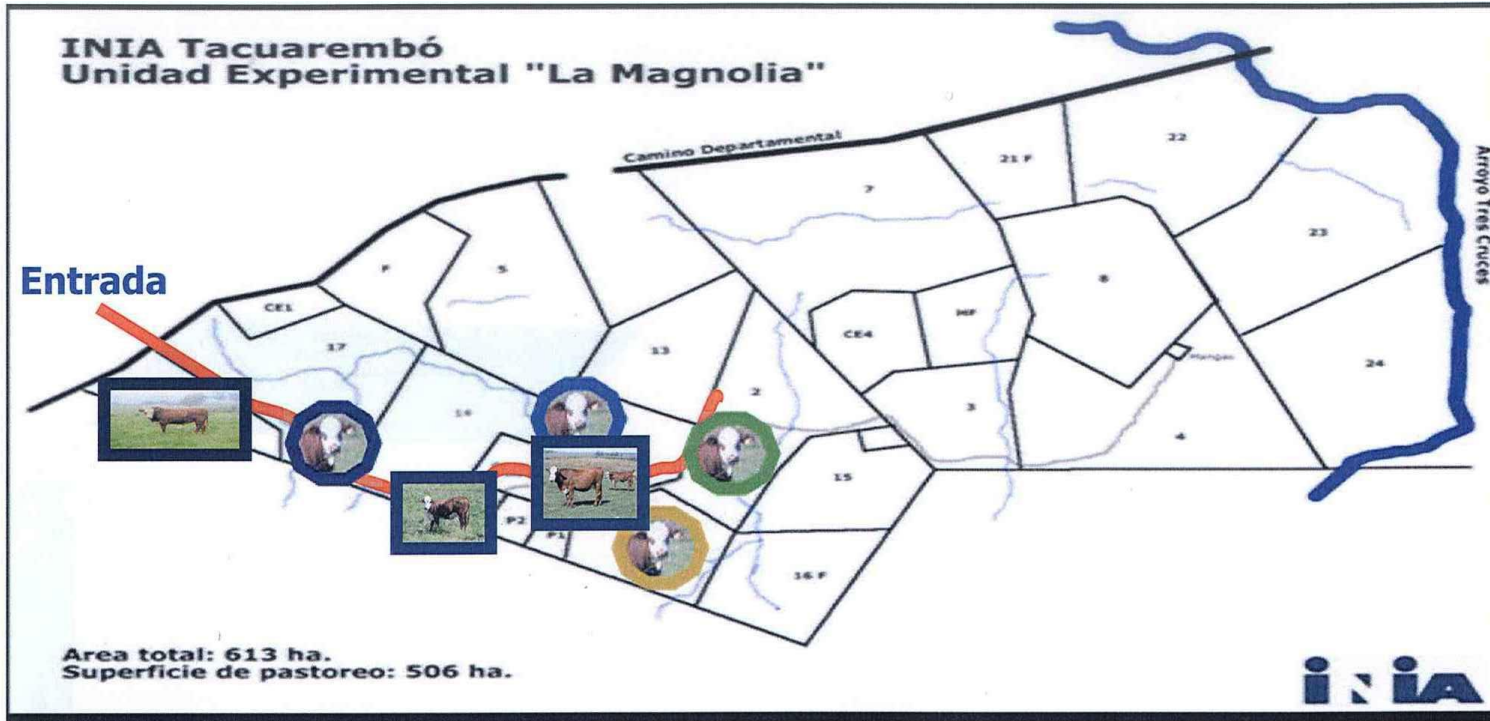 INIA Tacuarembó
Unidad Experimental "La Magnolia"
Camino Departamental
22
21 F
7
Arroyo Tres Cruces
23
F
5
8
Entrada
CE1
MF
17
CE4
13
24
2
3
4
15
P2
P1
16 F
Area total: 613 ha.
Superficie de pastoreo: 506 ha.
INIA